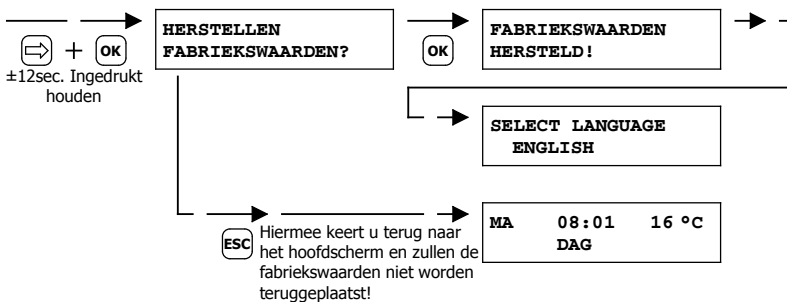 HERSTELLEN
FABRIEKSWAARDEN?
FABRIEKSWAARDEN
HERSTELD!
+ OK
OK
±12sec. Ingedrukt
houden
SELECT LANGUAGE
ENGLISH
MA 08:01 16 °C
DAG
ESC
Hiermee keert u terug naar
het hoofdscherm en zullen de
fabriekswaarden niet worden
teruggeplaatst!